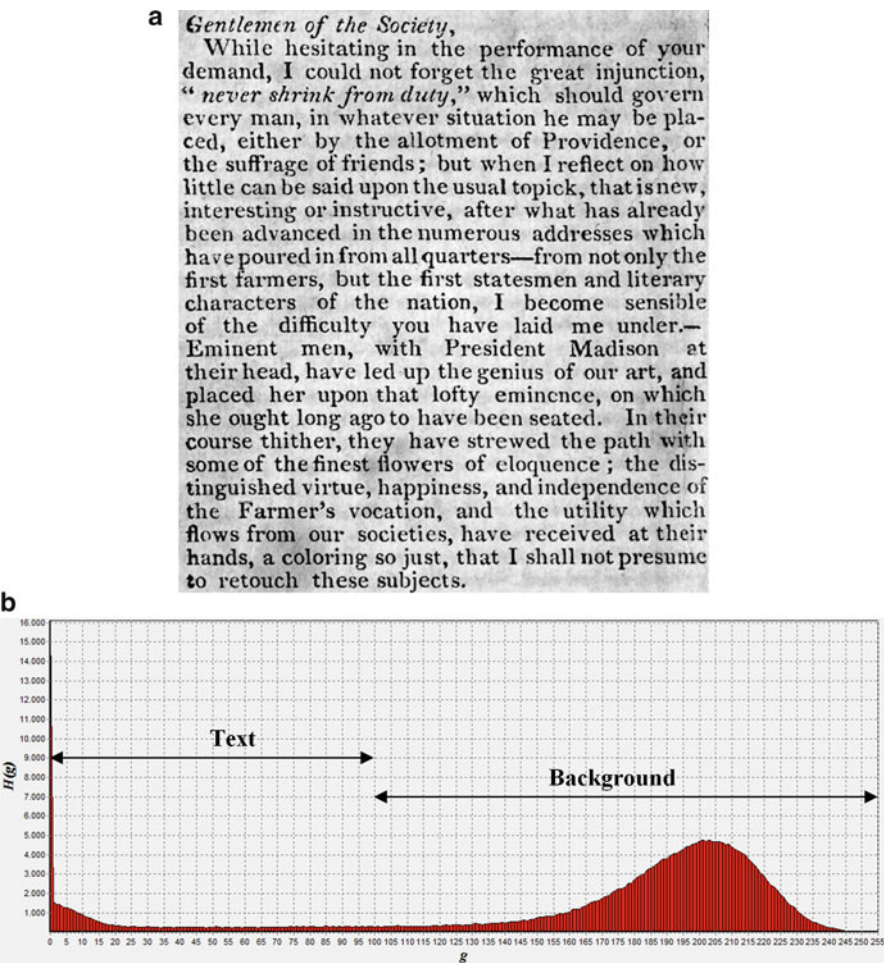 a
Gentlemen of the Society,
While hesitating in the performance of your
demand, I could not forget the great injunction,
“never shrink from duty,” which should govern
every man, in whatever situation he may be pla-
ced, either by the allotment of Providence, or
the suffrage of friends; but when I reflect on how
little can be said upon the usual topick, that is new,
interesting or instructive, after what has already
been advanced in the numerous addresses which
have poured in from all quarters—from not only the
first farmers, but the first statesmen and literary
characters of the nation, I become sensible
of the difficulty you have laid me under.—
Eminent men, with President Madison at
their head, have led up the genius of our art, and
placed her upon that lofty eminence, on which
she ought long ago to have been seated. In their
course thither, they have strewed the path with
some of the finest flowers of eloquence; the dis-
tinguished virtue, happiness, and independence of
the Farmer's vocation, and the utility which
flows from our societies, have received at their
hands, a coloring so just, that I shall not presume
to retouch these subjects.
b
16.000
15.000
14.000
13.000
12.000
11.000
10.000
9.000
8.000
7.000
6.000
5.000
4.000
3.000
2.000
1.000
H(g)
Text
Background
0 5 10 15 20 25 30 35 40 45 50 55 60 65 70 75 80 85 90 95 100 105 110 115 120 125 130 135 140 145 150 155 160 165 170 175 180 185 190 195 200 205 210 215 220 225 230 235 240 245 250 255
g